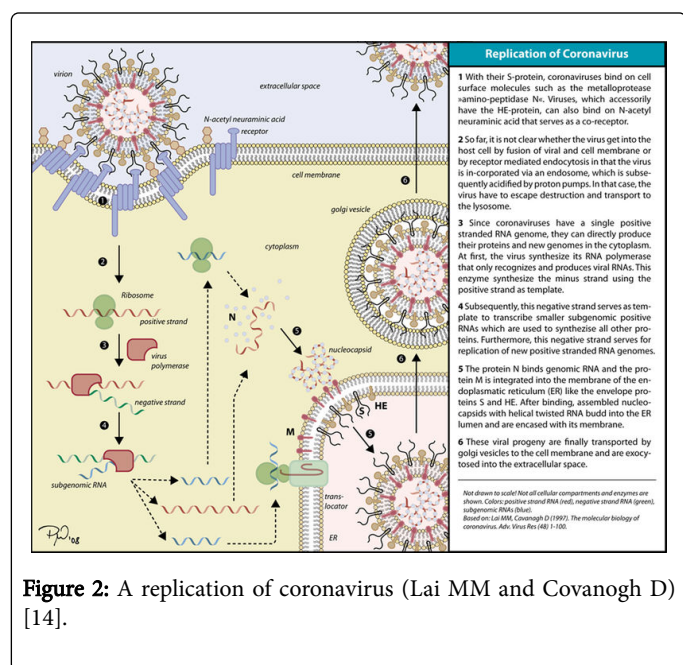 virion
extracellular space
N-acetyl neuraminic acid
receptor
cell membrane
1
golgi vesicle
6
2
cytoplasm
Ribosome
N
5
positive strand
nucleocapsid
3
virus
polymerase
6
S
HE
negative strand
M
5
4
subgenomic RNA
trans-
locator
ER
'08
Replication of Coronavirus
1 With their S-protein, coronaviruses bind on cell
surface molecules such as the metalloprotease
»amino-peptidase N«. Viruses, which accessorily
have the HE-protein, can also bind on N-acetyl
neuraminic acid that serves as a co-receptor.
2 So far, it is not clear whether the virus get into the
host cell by fusion of viral and cell membrane or
by receptor mediated endocytosis in that the virus
is in-corporated via an endosome, which is subse-
quently acidified by proton pumps. In that case, the
virus have to escape destruction and transport to
the lysosome.
3 Since coronaviruses have a single positive
stranded RNA genome, they can directly produce
their proteins and new genomes in the cytoplasm.
At first, the virus synthesize its RNA polymerase
that only recognizes and produces viral RNAs. This
enzyme synthesize the minus strand using the
positive strand as template.
4 Subsequently, this negative strand serves as tem-
plate to transcribe smaller subgenomic positive
RNAs which are used to synthezise all other pro-
teins. Furthermore, this negative strand serves for
replication of new positive stranded RNA genomes.
5 The protein N binds genomic RNA and the pro-
tein M is integrated into the membrane of the en-
doplasmatic reticulum (ER) like the envelope pro-
teins S and HE. After binding, assembled nucleo-
capsids with helical twisted RNA budd into the ER
lumen and are encased with its membrane.
6 These viral progeny are finally transported by
golgi vesicles to the cell membrane and are exocy-
tosed into the extracellular space.
Not drawn to scale! Not all cellular compartments and enzymes are
shown. Colors: positive strand RNA (red), negative strand RNA (green),
subgenomic RNAs (blue).
Based on: Lai MM, Cavanagh D (1997). The molecular biology of
coronavirus. Adv. Virus Res (48) 1-100.
Figure 2: A replication of coronavirus (Lai MM and Covanogh D)
[14].